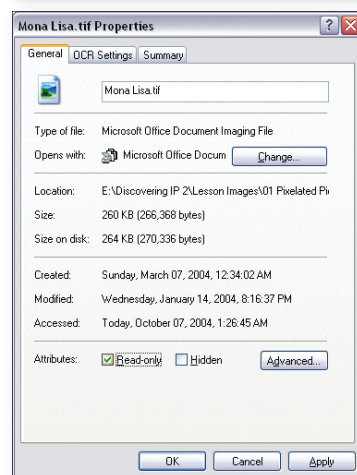 Mona Lisa.tif Properties
General OCR Settings Summary
Mona Lisa.tif
Type of file: Microsoft Office Document Imaging File
Opens with: Microsoft Office Docum Change...
Location: E:\Discovering IP 2\Lesson Images\01 Pixelated Pi
Size: 260 KB (266,368 bytes)
Size on disk: 264 KB (270,336 bytes)
Created: Sunday, March 07, 2004, 12:34:02 AM
Modified: Wednesday, January 14, 2004, 8:16:37 PM
Accessed: Today, October 07, 2004, 1:26:45 AM
Attributes: Read-only Hidden Advanced...
OK Cancel Apply